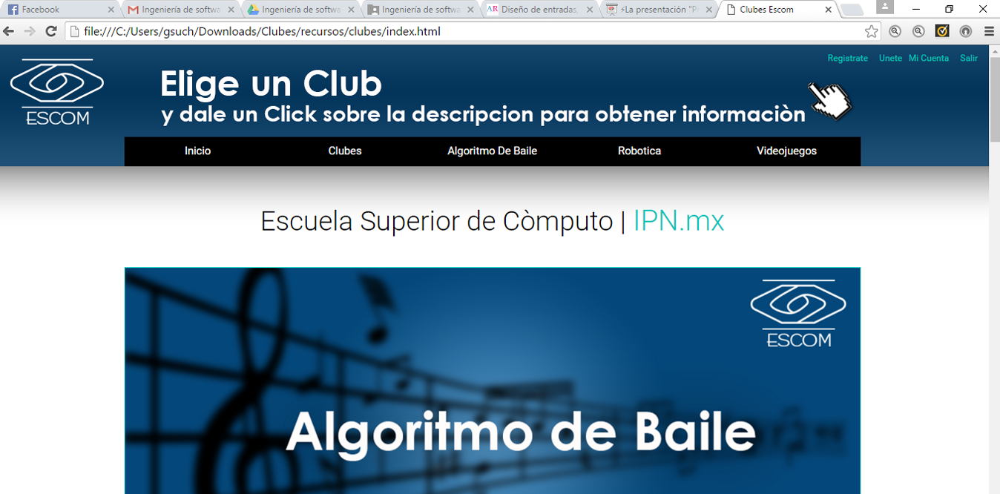 Facebook
Ingeniería de softwa
Ingeniería de softwa
Ingeniería de softwa
AR Diseño de entradas,
⚡La presentación "P
Clubes Escom
file:///C:/Users/gsuch/Downloads/Clubes/recursos/clubes/index.html
Registrate Unete Mi Cuenta Salir
ESCOM
Elige un Club
y dale un Click sobre la descripcion para obtener informaciòn
Inicio Clubes Algoritmo De Baile Robotica Videojuegos
Escuela Superior de Còmputo | IPN.mx
ESCOM
Algoritmo de Baile